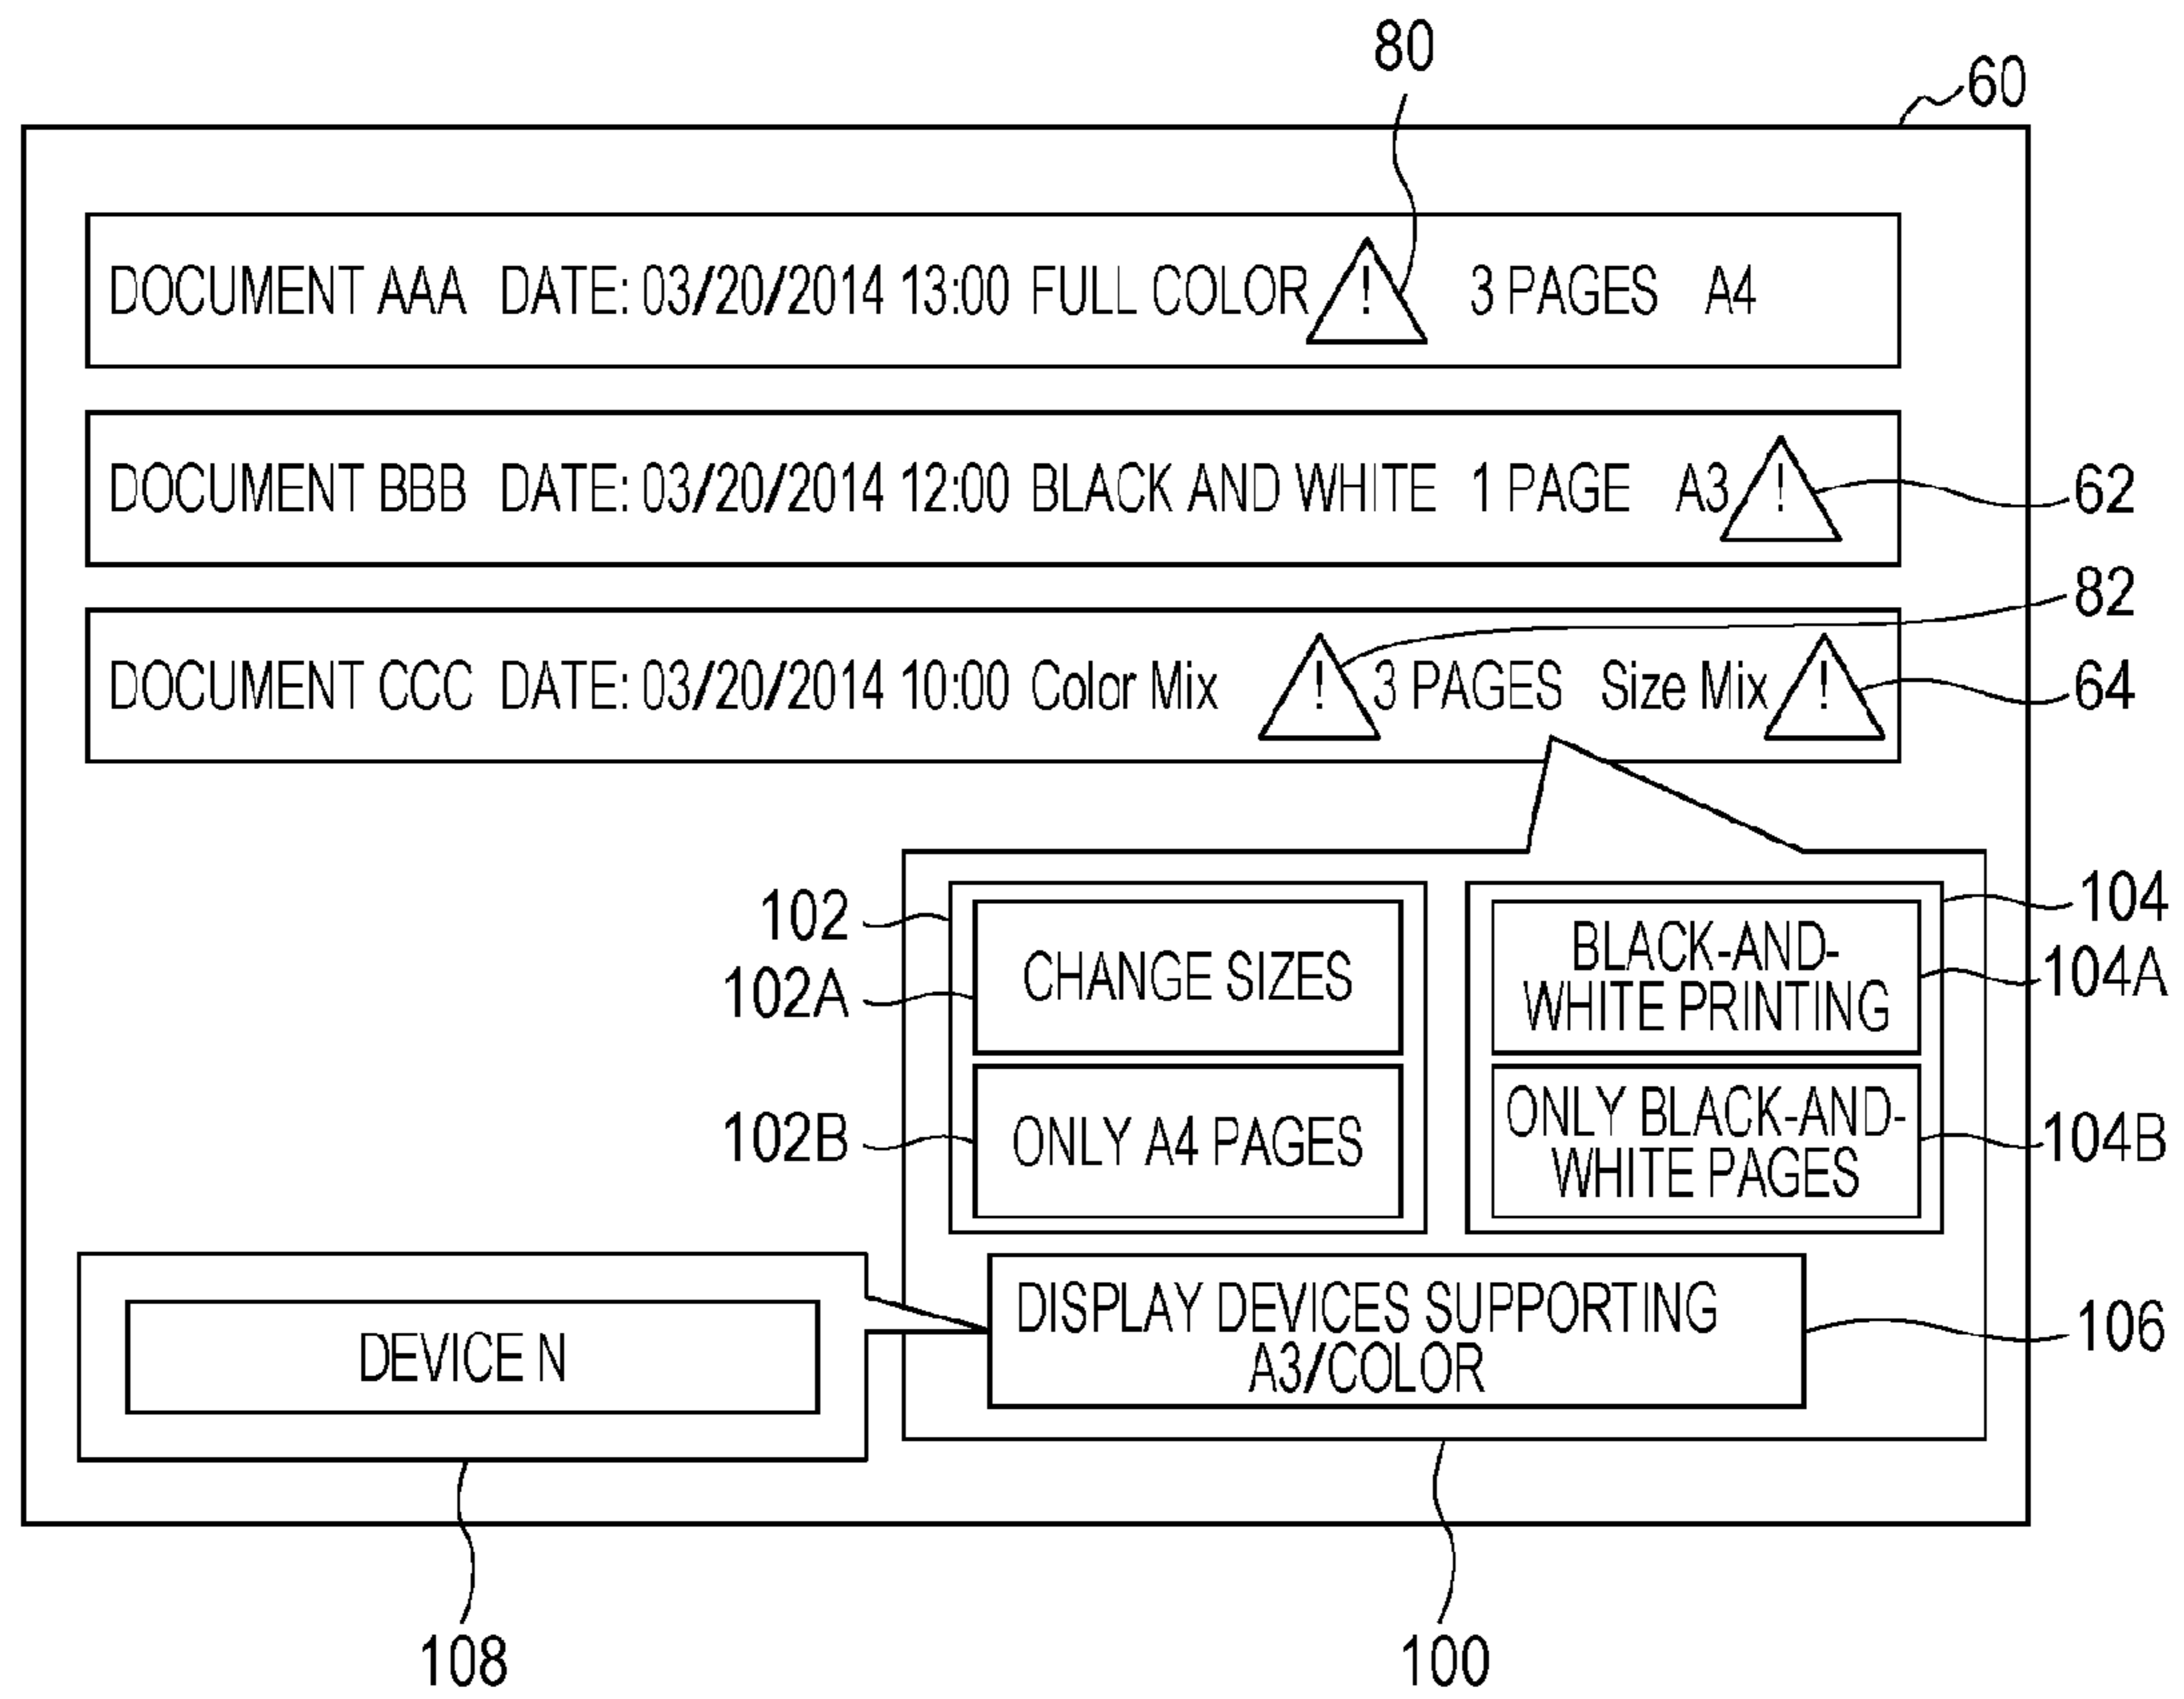 80
60
DOCUMENT AAA DATE: 03/20/2014 13:00 FULL COLOR ! 3 PAGES A4
DOCUMENT BBB DATE: 03/20/2014 12:00 BLACK AND WHITE 1 PAGE A3 !
62
82
DOCUMENT CCC DATE: 03/20/2014 10:00 Color Mix ! 3 PAGES Size Mix !
64
102
102A
CHANGE SIZES
102B
ONLY A4 PAGES
104
BLACK-AND-
WHITE PRINTING
104A
ONLY BLACK-AND-
WHITE PAGES
104B
DEVICE N
DISPLAY DEVICES SUPPORTING
A3/COLOR
106
108
100